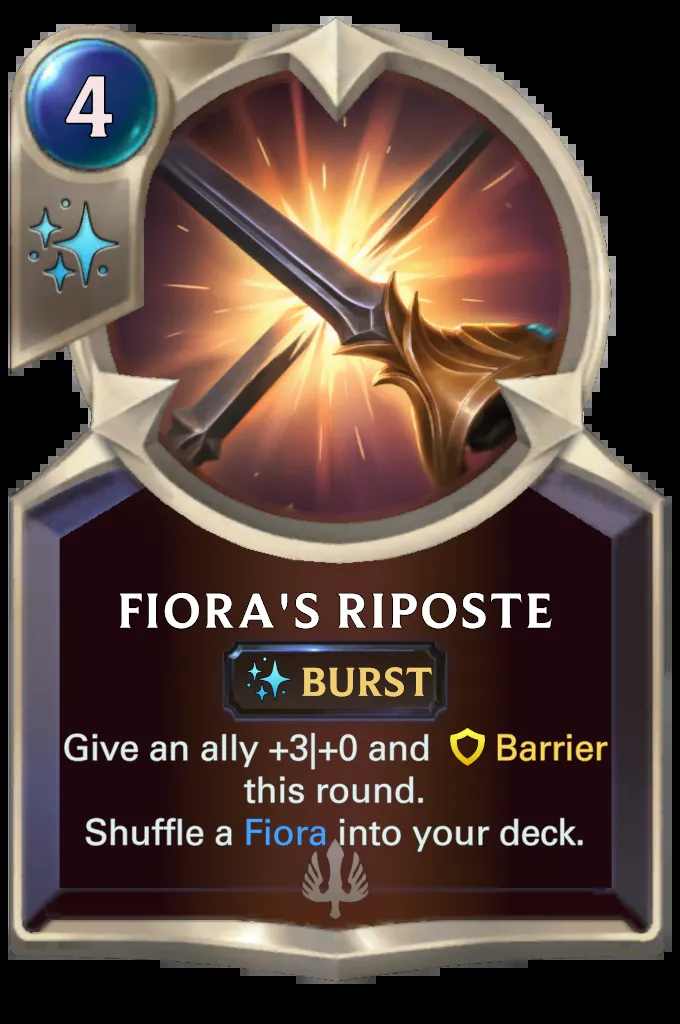 4
FIORA'S RIPOSTE
BURST
Give an ally +3|+0 and Barrier
this round.
Shuffle a Fiora into your deck.